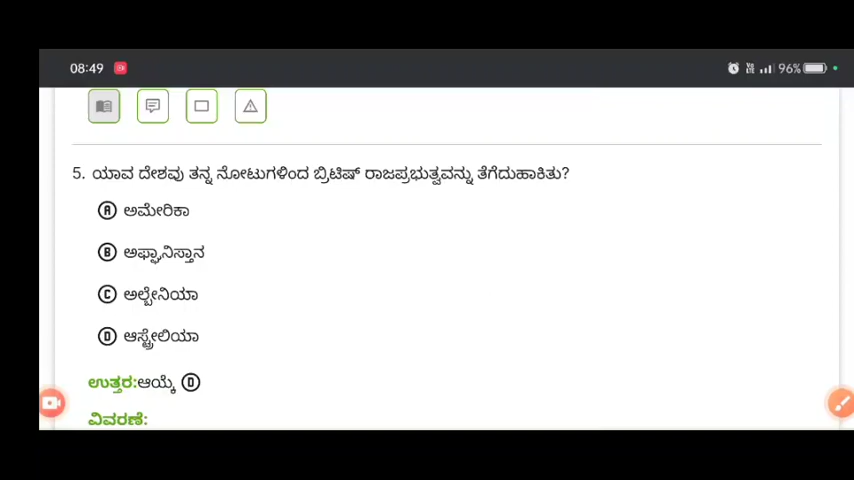 08:49 96%
5. ಯಾವ ದೇಶವು ತನ್ನ ನೋಟುಗಳಿಂದ ಬ್ರಿಟಿಷ್ ರಾಜಪ್ರಭುತ್ವವನ್ನು ತೆಗೆದುಹಾಕಿತು?
A ಅಮೇರಿಕಾ
B ಅಫ್ಘಾನಿಸ್ತಾನ
C ಅಲ್ಬೇನಿಯಾ
D ಆಸ್ಟ್ರೇಲಿಯಾ
ಉತ್ತರ:ಆಯ್ಕೆ D
ವಿವರಣೆ: